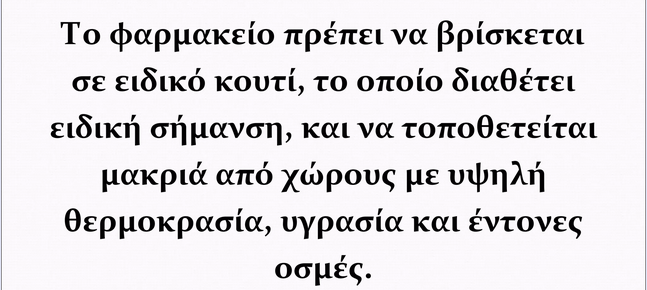 Το φαρμακείο πρέπει να βρίσκεται
σε ειδικό κουτί, το οποίο διαθέτει
ειδική σήμανση, και να τοποθετείται
μακριά από χώρους με υψηλή
θερμοκρασία, υγρασία και έντονες
οσμές.